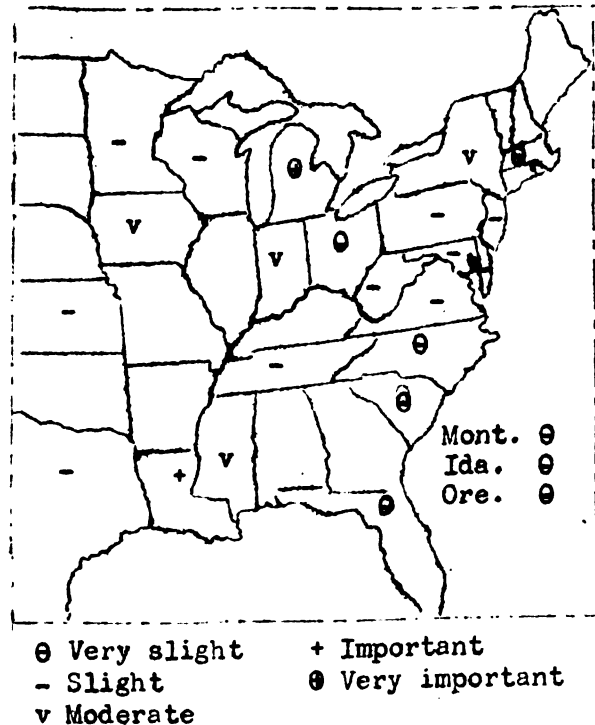 Mont. ϴ
Ida. ϴ
Ore. ϴ
ϴ Very slight + Important
- Slight ⊕ Very important
v Moderate